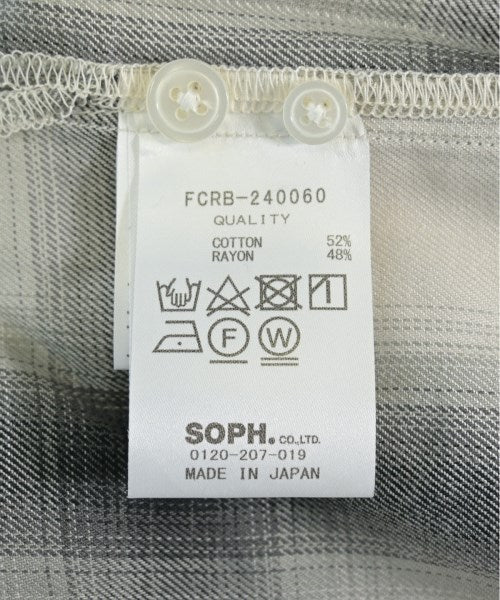 FCRB-240060
QUALITY
COTTON 52%
RAYON 48%
F W
SOPH. CO.,LTD.
0120-207-019
MADE IN JAPAN